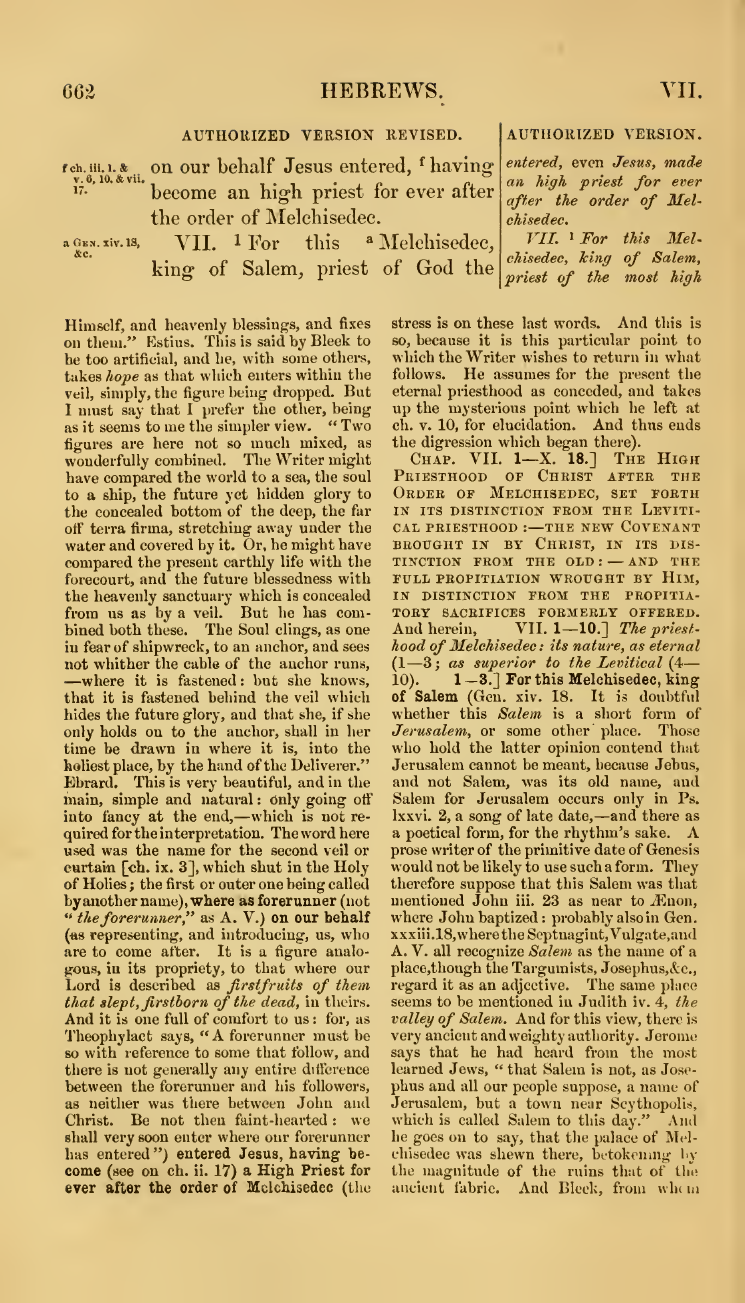 662
HEBREWS.
VII.
AUTHORIZED VERSION REVISED.
f ch. iii. 1. &
v. 6, 10. & vii.
17.
on our behalf Jesus entered, f having
become an high priest for ever after
the order of Melchisedec.
a GEN. xiv. 18,
&c.
VII. 1 For this a Melchisedec,
king of Salem, priest of God the
AUTHORIZED VERSION.
entered, even Jesus, made
an high priest for ever
after the order of Mel-
chisedec.
VII. 1 For this Mel-
chisedec, king of Salem,
priest of the most high
Himself, and heavenly blessings, and fixes
on them.” Estius. This is said by Bleek to
be too artificial, and he, with some others,
takes hope as that which enters within the
veil, simply, the figure being dropped. But
I must say that I prefer the other, being
as it seems to me the simpler view. “Two
figures are here not so much mixed, as
wonderfully combined. The Writer might
have compared the world to a sea, the soul
to a ship, the future yet hidden glory to
the concealed bottom of the deep, the far
off terra firma, stretching away under the
water and covered by it. Or, he might have
compared the present earthly life with the
forecourt, and the future blessedness with
the heavenly sanctuary which is concealed
from us as by a veil. But he has com-
bined both these. The Soul clings, as one
in fear of shipwreck, to an anchor, and sees
not whither the cable of the anchor runs,
—where it is fastened: but she knows,
that it is fastened behind the veil which
hides the future glory, and that she, if she
only holds on to the anchor, shall in her
time be drawn in where it is, into the
holiest place, by the hand of the Deliverer.”
Ebrard. This is very beautiful, and in the
main, simple and natural: only going off
into fancy at the end,—which is not re-
quired for the interpretation. The word here
used was the name for the second veil or
curtain [ch. ix. 3], which shut in the Holy
of Holies; the first or outer one being called
by another name), where as forerunner (not
“the forerunner,” as A. V.) on our behalf
(as representing, and introducing, us, who
are to come after. It is a figure analo-
gous, in its propriety, to that where our
Lord is described as firstfruits of them
that slept, firstborn of the dead, in theirs.
And it is one full of comfort to us: for, as
Theophylact says, “A forerunner must be
so with reference to some that follow, and
there is not generally any entire difference
between the forerunner and his followers,
as neither was there between John and
Christ. Be not then faint-hearted: we
shall very soon enter where our forerunner
has entered”) entered Jesus, having be-
come (see on ch. ii. 17) a High Priest for
ever after the order of Melchisedec (the
stress is on these last words. And this is
so, because it is this particular point to
which the Writer wishes to return in what
follows. He assumes for the present the
eternal priesthood as conceded, and takes
up the mysterious point which he left at
ch. v. 10, for elucidation. And thus ends
the digression which began there).
CHAP. VII. 1—X. 18.] THE HIGH
PRIESTHOOD OF CHRIST AFTER THE
ORDER OF MELCHISEDEC, SET FORTH
IN ITS DISTINCTION FROM THE LEVITI-
CAL PRIESTHOOD:—THE NEW COVENANT
BROUGHT IN BY CHRIST, IN ITS DIS-
TINCTION FROM THE OLD:—AND THE
FULL PROPITIATION WROUGHT BY HIM,
IN DISTINCTION FROM THE PROPITIA-
TORY SACRIFICES FORMERLY OFFERED.
And herein, VII. 1—10.] The priest-
hood of Melchisedec: its nature, as eternal
(1—3; as superior to the Levitical (4—
10). 1—3.] For this Melchisedec, king
of Salem (Gen. xiv. 18. It is doubtful
whether this Salem is a short form of
Jerusalem, or some other place. Those
who hold the latter opinion contend that
Jerusalem cannot be meant, because Jebus,
and not Salem, was its old name, and
Salem for Jerusalem occurs only in Ps.
lxxvi. 2, a song of late date,—and there as
a poetical form, for the rhythm’s sake. A
prose writer of the primitive date of Genesis
would not be likely to use such a form. They
therefore suppose that this Salem was that
mentioned John iii. 23 as near to Ænon,
where John baptized: probably also in Gen.
xxxiii. 18, where the Septuagint, Vulgate, and
A. V. all recognize Salem as the name of a
place, though the Targumists, Josephus, &c.,
regard it as an adjective. The same place
seems to be mentioned in Judith iv. 4, the
valley of Salem. And for this view, there is
very ancient and weighty authority. Jerome
says that he had heard from the most
learned Jews, “that Salem is not, as Jose-
phus and all our people suppose, a name of
Jerusalem, but a town near Scythopolis,
which is called Salem to this day.” And
he goes on to say, that the palace of Mel-
chisedec was shewn there, betokening by
the magnitude of the ruins that of the
ancient fabric. And Bleek, from whom